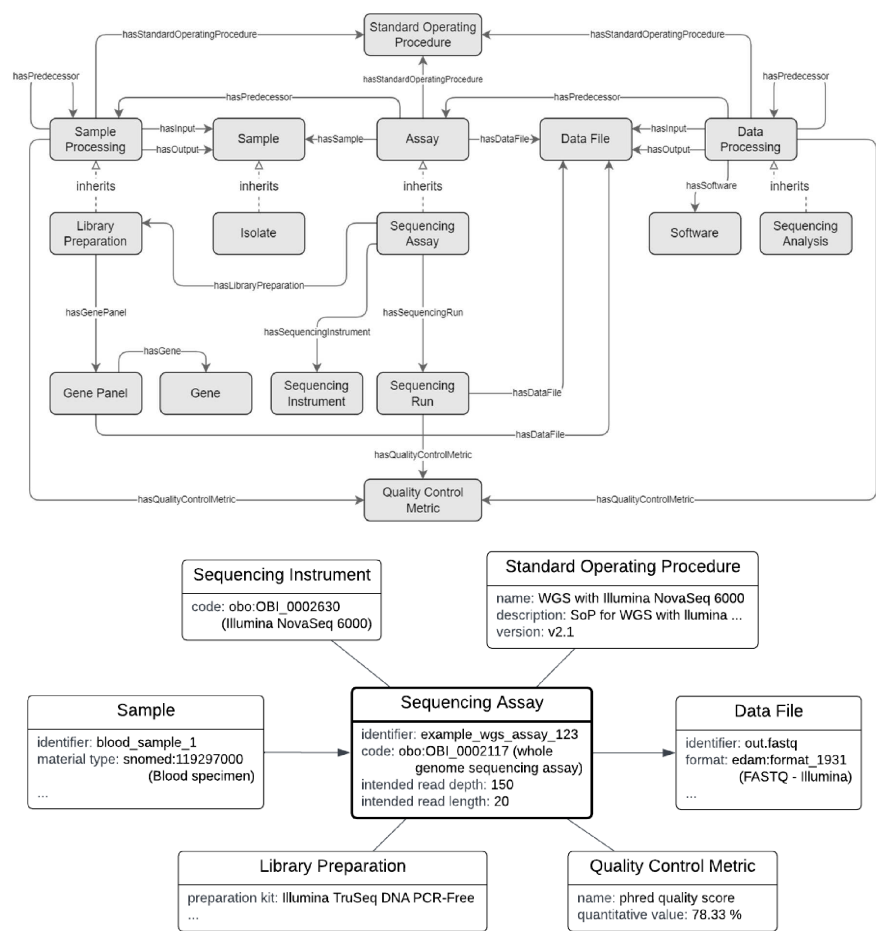 Standard Operating
Procedure
hasStandardOperatingProcedure
hasStandardOperatingProcedure
hasStandardOperatingProcedure
hasPredecessor
hasPredecessor
hasPredecessor
hasPredecessor
Sample
Processing
hasInput
hasOutput
Sample
hasSample
Assay
hasDataFile
Data File
hasInput
hasOutput
Data
Processing
inherits
inherits
inherits
hasSoftware
inherits
Library
Preparation
Isolate
Sequencing
Assay
Software
Sequencing
Analysis
hasLibraryPreparation
hasGenePanel
hasSequencingInstrument
hasSequencingRun
hasGene
Gene Panel
Gene
Sequencing
Instrument
Sequencing
Run
hasDataFile
hasDataFile
hasQualityControlMetric
hasQualityControlMetric
Quality Control
Metric
hasQualityControlMetric
Sequencing Instrument
code: obo:OBI_0002630
(Illumina NovaSeq 6000)
Standard Operating Procedure
name: WGS with Illumina NovaSeq 6000
description: SoP for WGS with Ilumina ...
version: v2.1
Sample
identifier: blood_sample_1
material type: snomed:119297000
(Blood specimen)
...
Sequencing Assay
identifier: example_wgs_assay_123
code: obo:OBI_0002117 (whole
genome sequencing assay)
intended read depth: 150
intended read length: 20
Data File
identifier: out.fastq
format: edam:format_1931
(FASTQ - Illumina)
...
Library Preparation
preparation kit: Illumina TruSeq DNA PCR-Free
...
Quality Control Metric
name: phred quality score
quantitative value: 78.33 %